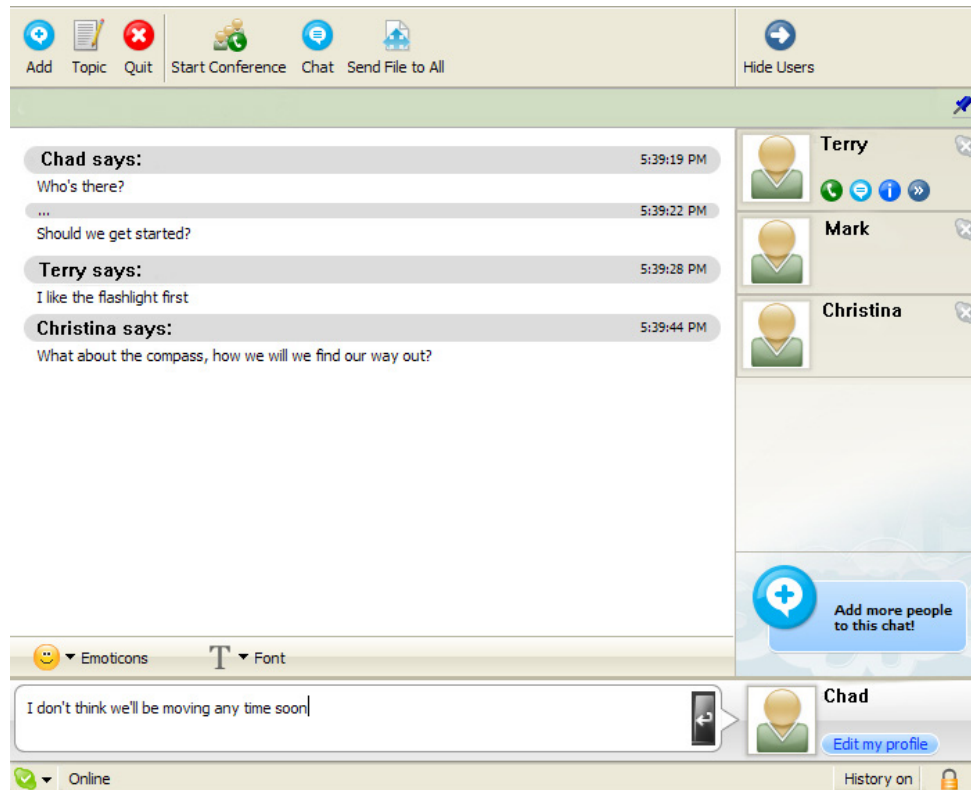 Add Topic Quit Start Conference Chat Send File to All Hide Users
Chad says: 5:39:19 PM
Who's there?
... 5:39:22 PM
Should we get started?
Terry says: 5:39:28 PM
I like the flashlight first
Christina says: 5:39:44 PM
What about the compass, how we will we find our way out?
Terry
Mark
Christina
Add more people
to this chat!
Emoticons T Font
I don't think we'll be moving any time soon
Chad
Edit my profile
Online History on